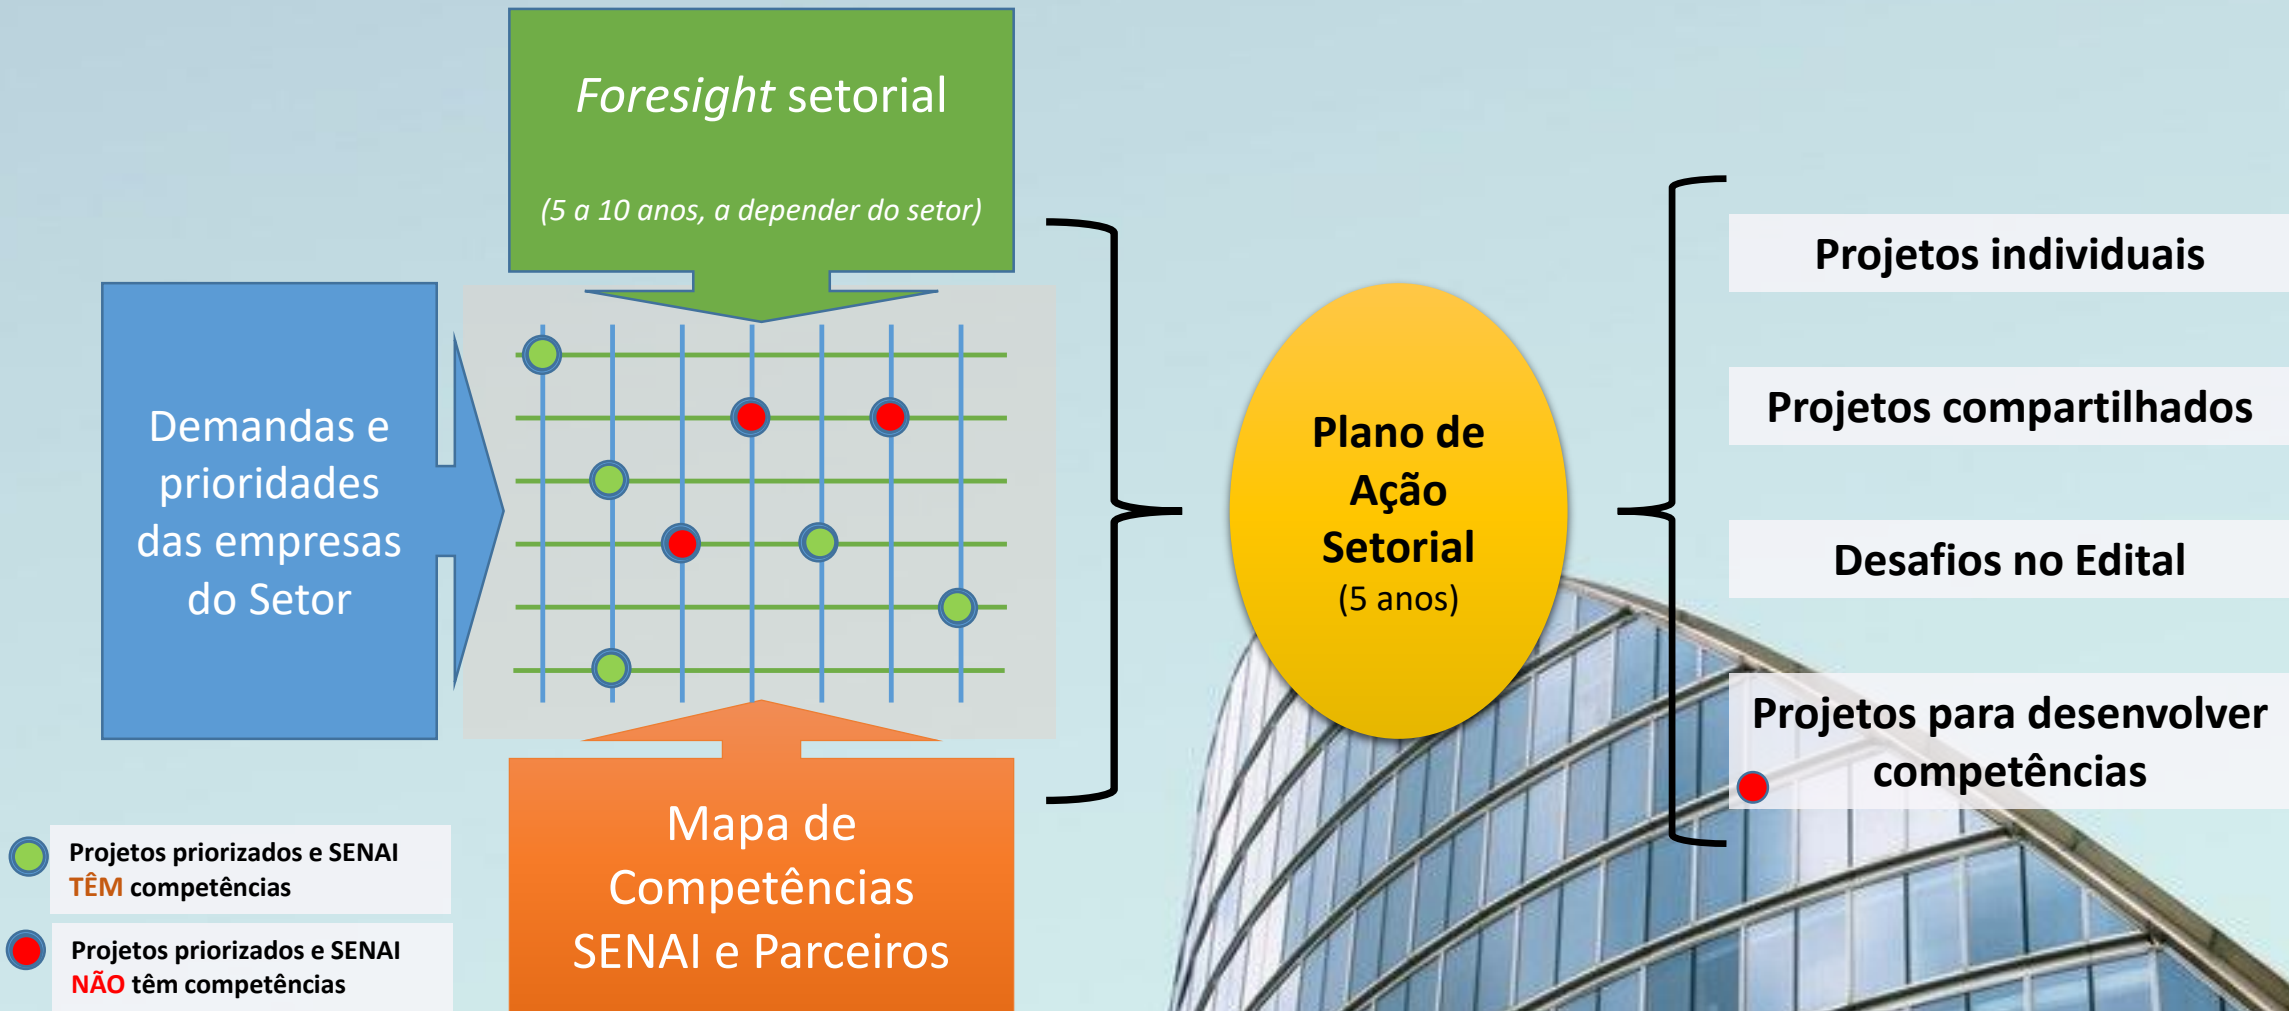 Foresight setorial
(5 a 10 anos, a depender do setor)
Demandas e
prioridades
das empresas
do Setor
Mapa de
Competências
SENAI e Parceiros
Projetos priorizados e SENAI
TÊM competências
Projetos priorizados e SENAI
NÃO têm competências
Plano de
Ação
Setorial
(5 anos)
Projetos individuais
Projetos compartilhados
Desafios no Edital
Projetos para desenvolver
competências